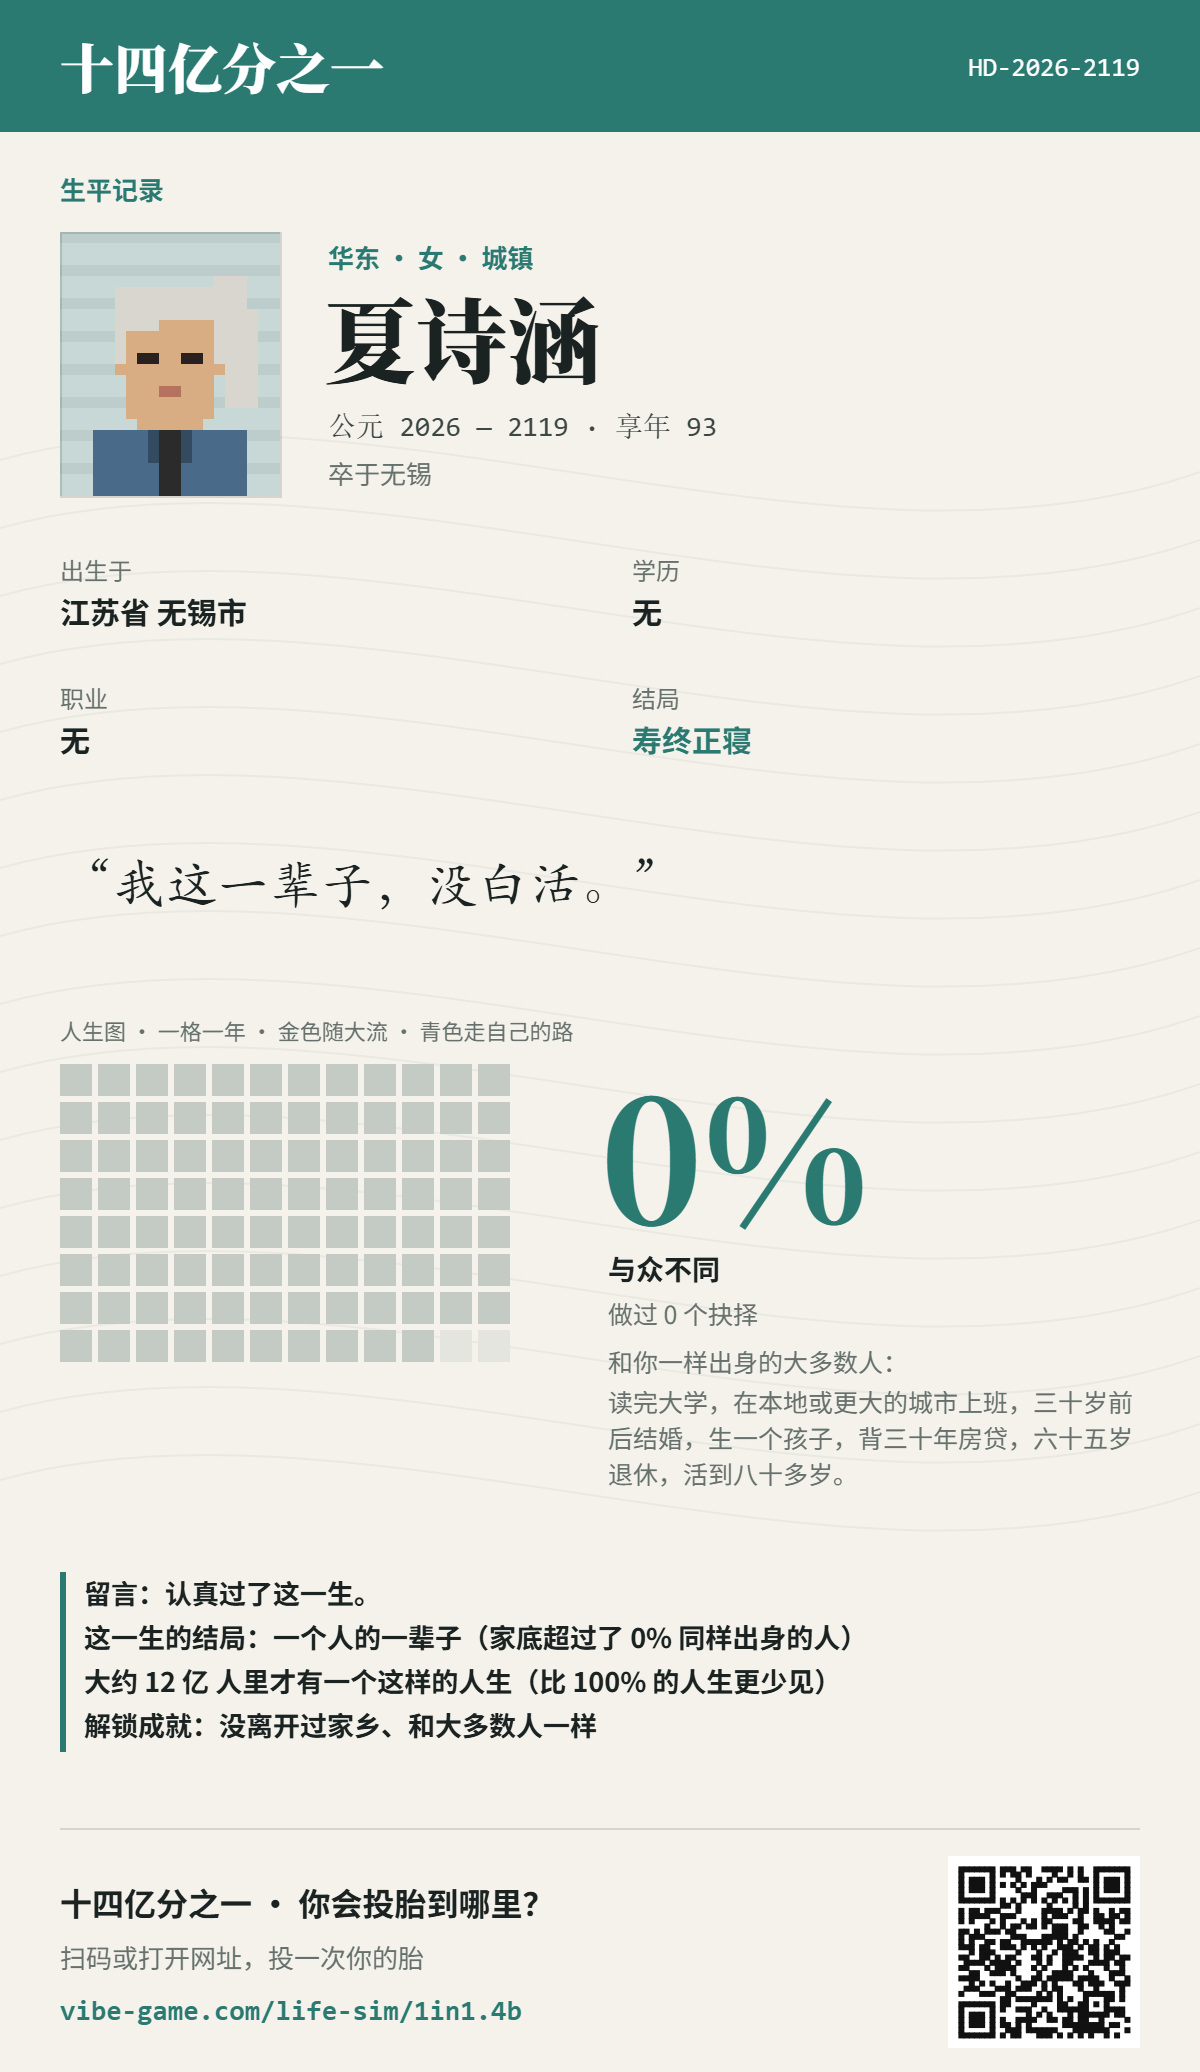 十四亿分之一
HD-2026-2119
生平记录
华东 · 女 · 城镇
夏诗涵
公元 2026 — 2119 · 享年 93
卒于无锡
出生于
江苏省 无锡市
学历
无
职业
无
结局
寿终正寝
“我这一辈子，没白活。”
人生图 · 一格一年 · 金色随大流 · 青色走自己的路
0%
与众不同
做过 0 个抉择
和你一样出身的大多数人：
读完大学，在本地或更大的城市上班，三十岁前
后结婚，生一个孩子，背三十年房贷，六十五岁
退休，活到八十多岁。
留言：认真过了这一生。
这一生的结局：一个人的一辈子（家底超过了 0% 同样出身的人）
大约 12 亿 人里才有一个这样的人生（比 100% 的人生更少见）
解锁成就：没离开过家乡、和大多数人一样
十四亿分之一 · 你会投胎到哪里？
扫码或打开网址，投一次你的胎
vibe-game.com/life-sim/1in1.4b